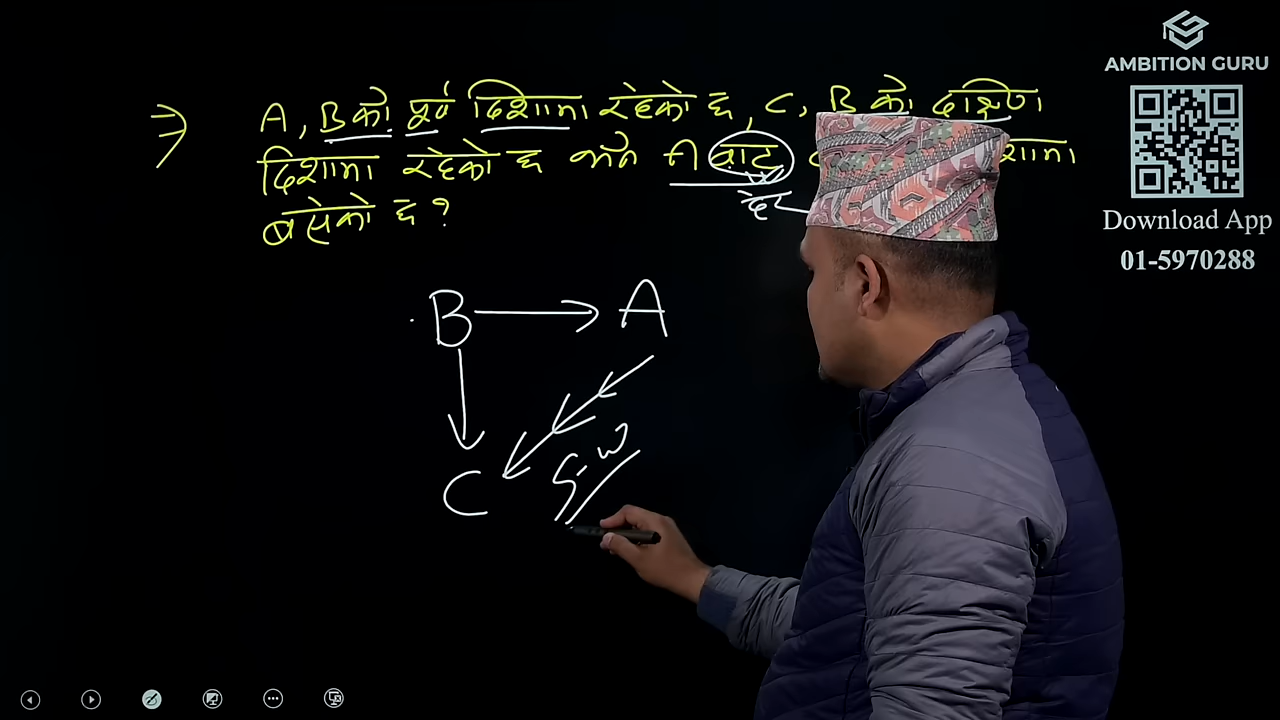 ⇒ A, B को पूर्व दिशामा रहेको छ, C, B को दक्षिण
दिशामा रहेको छ भने A बाट शामा
बसेको छ ?
B → A
C
S-W
AMBITION GURU
Download App
01-5970288